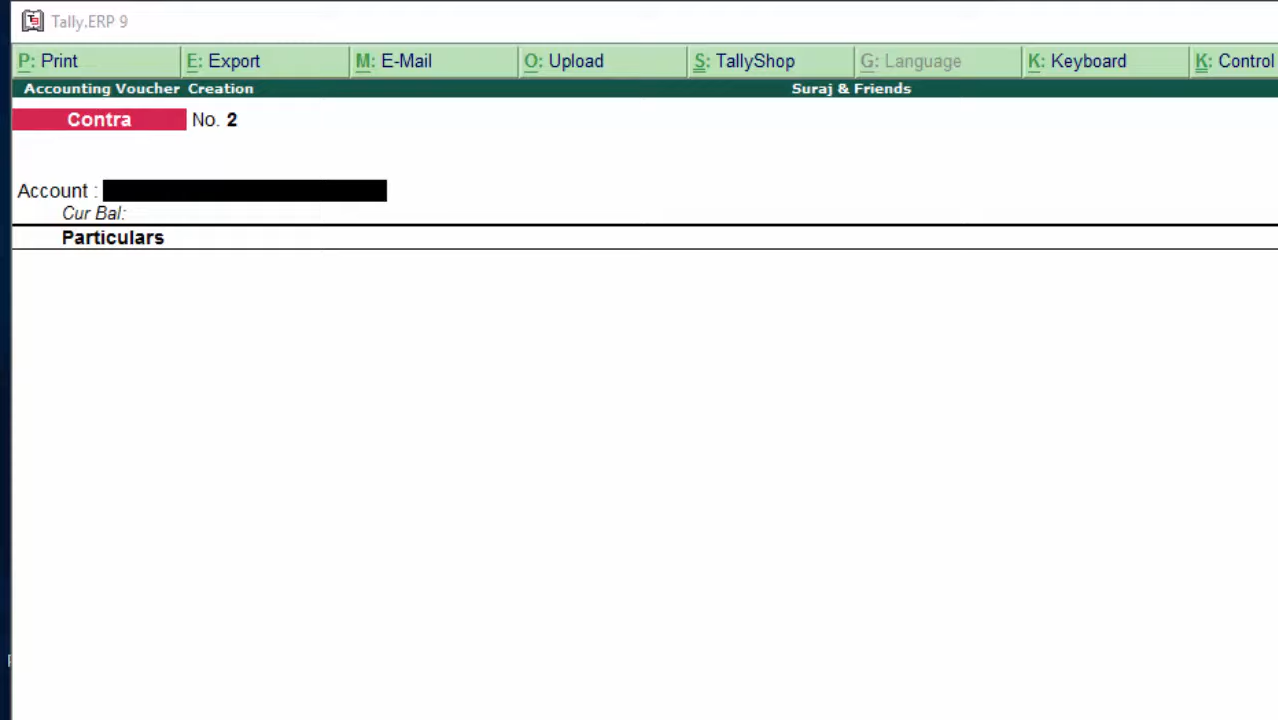 Tally.ERP 9
P: Print E: Export M: E-Mail O: Upload S: TallyShop G: Language K: Keyboard K: Control
Accounting Voucher Creation Suraj & Friends
Contra No. 2
Account :
Cur Bal:
Particulars